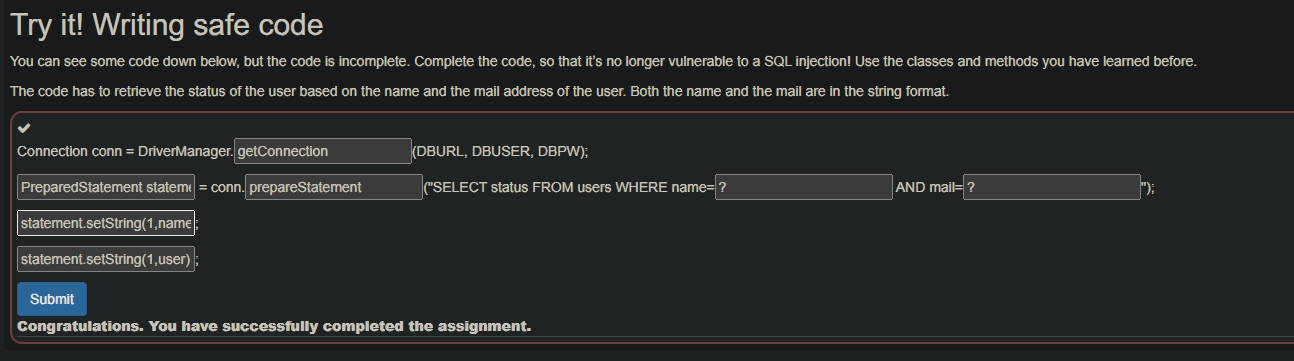 Try it! Writing safe code
You can see some code down below, but the code is incomplete. Complete the code, so that it's no longer vulnerable to a SQL injection! Use the classes and methods you have learned before.
The code has to retrieve the status of the user based on the name and the mail address of the user. Both the name and the mail are in the string format.
Connection conn = DriverManager.getConnection(DBURL, DBUSER, DBPW);
PreparedStatement stateme = conn.prepareStatement("SELECT status FROM users WHERE name=? AND mail=?");
statement.setString(1,name;
statement.setString(1,user);
Submit
Congratulations. You have successfully completed the assignment.